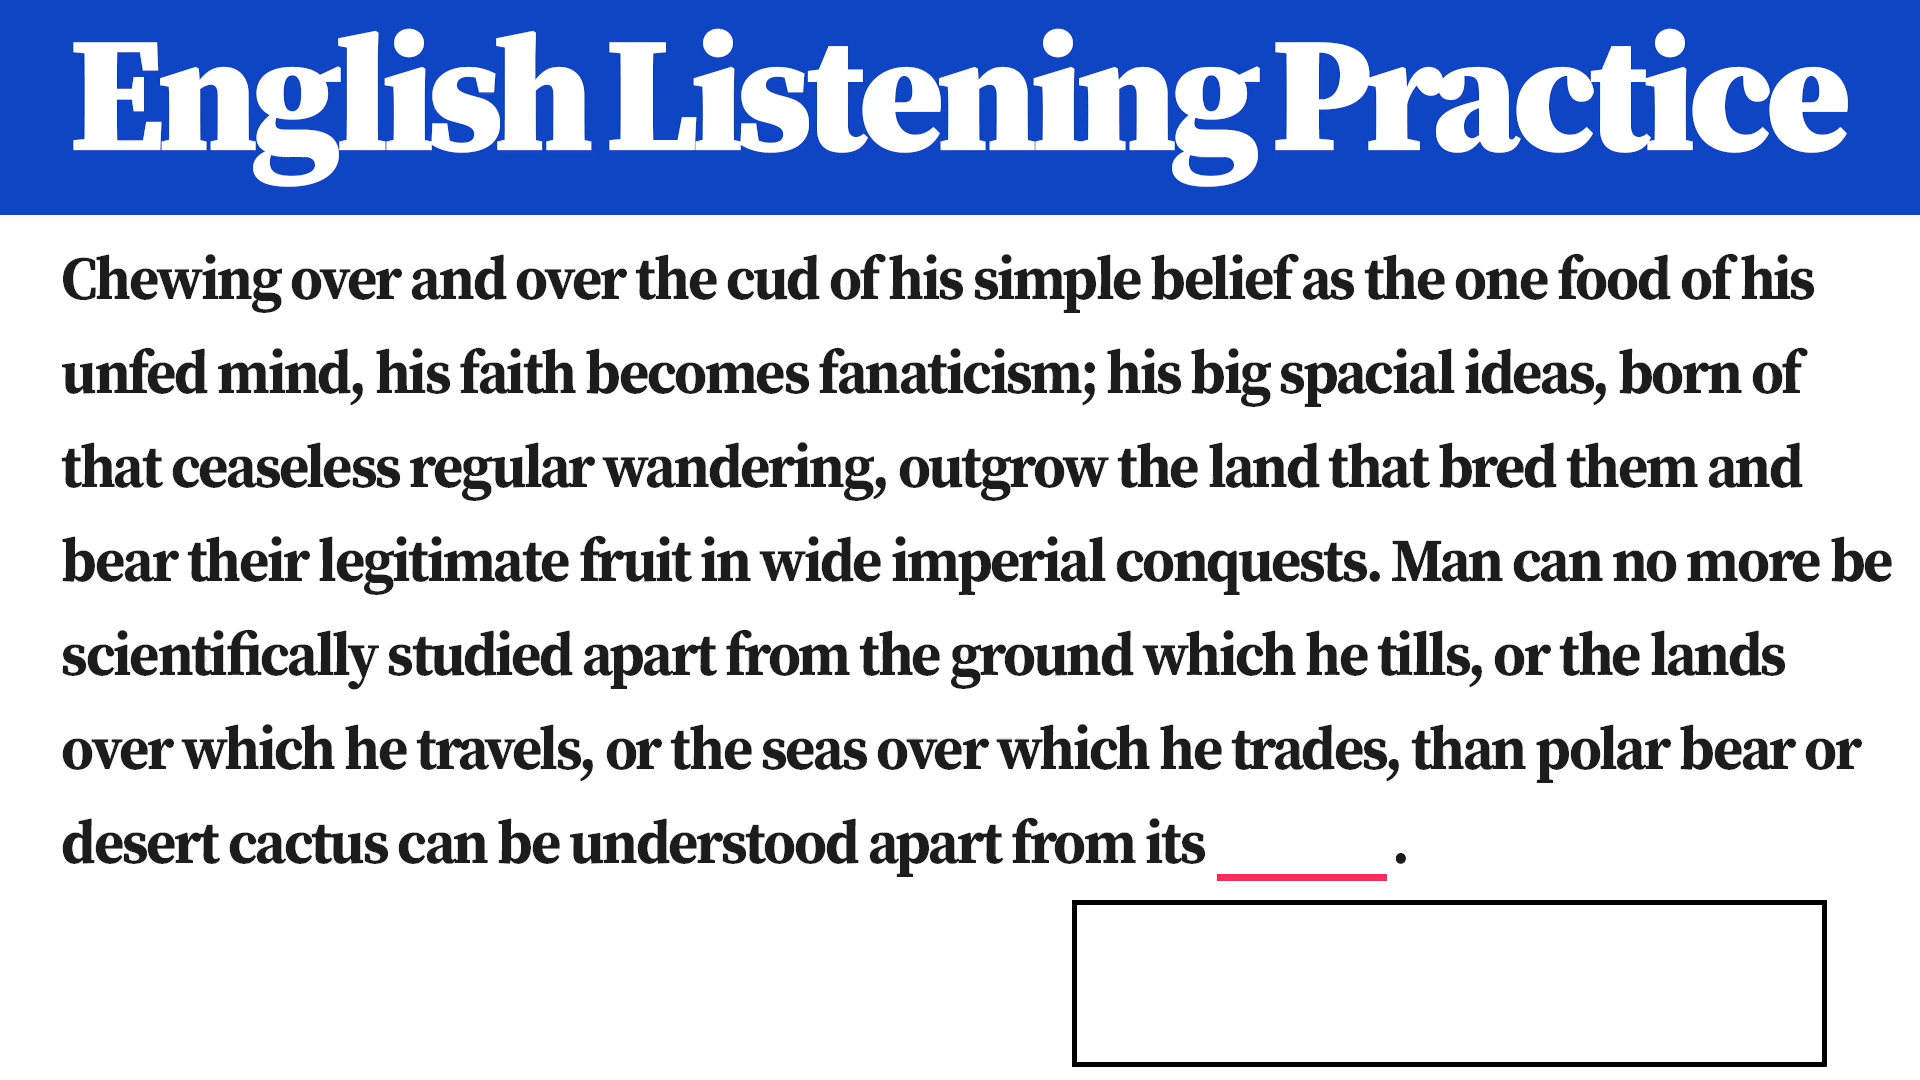 English Listening Practice
Chewing over and over the cud of his simple belief as the one food of his
unfed mind, his faith becomes fanaticism; his big spacial ideas, born of
that ceaseless regular wandering, outgrow the land that bred them and
bear their legitimate fruit in wide imperial conquests. Man can no more be
scientifically studied apart from the ground which he tills, or the lands
over which he travels, or the seas over which he trades, than polar bear or
desert cactus can be understood apart from its ______ .